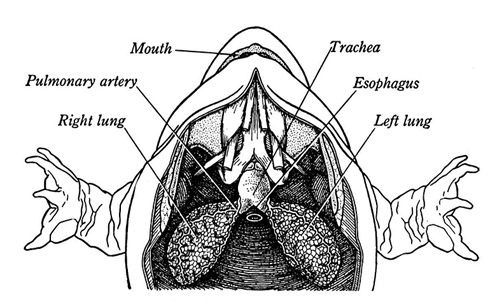 Mouth
Trachea
Pulmonary artery
Esophagus
Right lung
Left lung